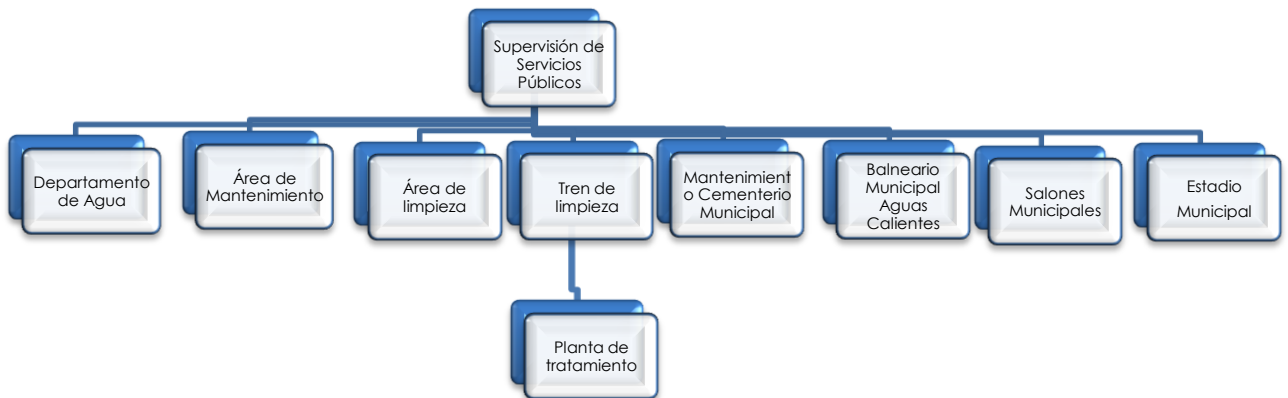 Supervisión de
Servicios
Públicos
Departamento
de Agua
Área de
Mantenimiento
Área de
limpieza
Tren de
limpieza
Mantenimient
o Cementerio
Municipal
Balneario
Municipal
Aguas
Calientes
Salones
Municipales
Estadio
Municipal
Planta de
tratamiento